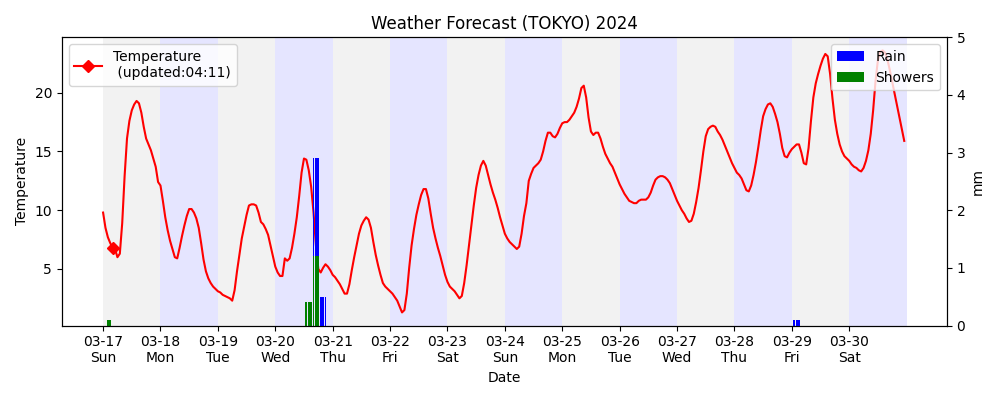 Weather Forecast (TOKYO) 2024
Temperature
(updated:04:11)
Rain
Showers
Temperature
20
15
10
5
5
4
3
2
1
0
mm
03-17 03-18 03-19 03-20 03-21 03-22 03-23 03-24 03-25 03-26 03-27 03-28 03-29 03-30
Sun Mon Tue Wed Thu Fri Sat Sun Mon Tue Wed Thu Fri Sat
Date